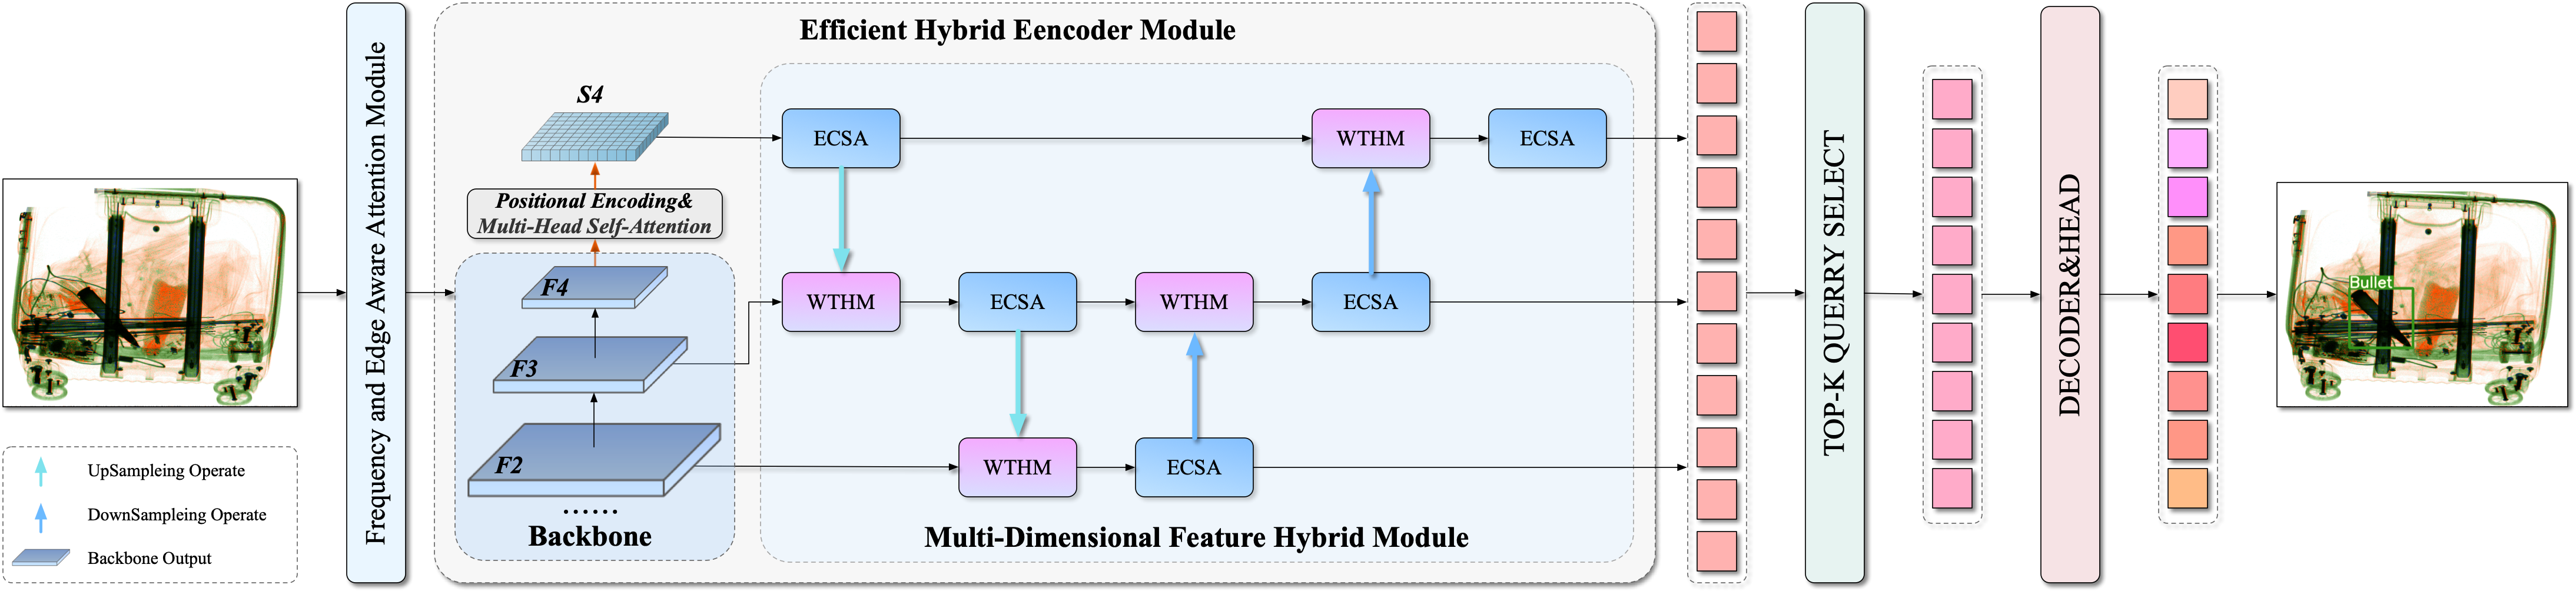 Efficient Hybrid Eencoder Module
Frequency and Edge Aware Attention Module
S4
Positional Encoding&
Multi-Head Self-Attention
F4
F3
F2
......
Backbone
ECSA
WTHM
ECSA
WTHM
ECSA
WTHM
ECSA
WTHM
ECSA
Multi-Dimensional Feature Hybrid Module
TOP-K QUERRY SELECT
DECODER&HEAD
Bullet
UpSampleing Operate
DownSampleing Operate
Backbone Output